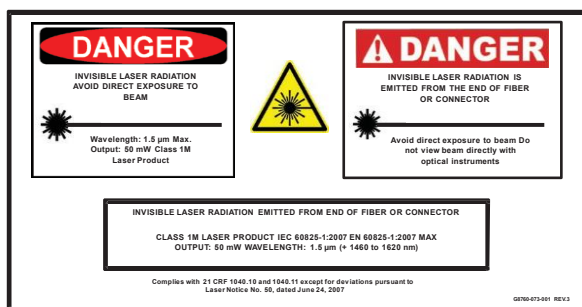 DANGER
INVISIBLE LASER RADIATION
AVOID DIRECT EXPOSURE TO
BEAM
Wavelength: 1.5 µm Max.
Output: 50 mW Class 1M
Laser Product
DANGER
INVISIBLE LASER RADIATION IS
EMITTED FROM THE END OF FIBER
OR CONNECTOR
Avoid direct exposure to beam Do
not view beam directly with
optical instruments
INVISIBLE LASER RADIATION EMITTED FROM END OF FIBER OR CONNECTOR
CLASS 1M LASER PRODUCT IEC 60825-1:2007 EN 60825-1:2007 MAX
OUTPUT: 50 mW WAVELENGTH: 1.5 µm (+ 1460 to 1620 nm)
Complies with 21 CRF 1040.10 and 1040.11 except for deviations pursuant to
Laser Notice No. 50, dated June 24, 2007
G8760-073-001 REV.3